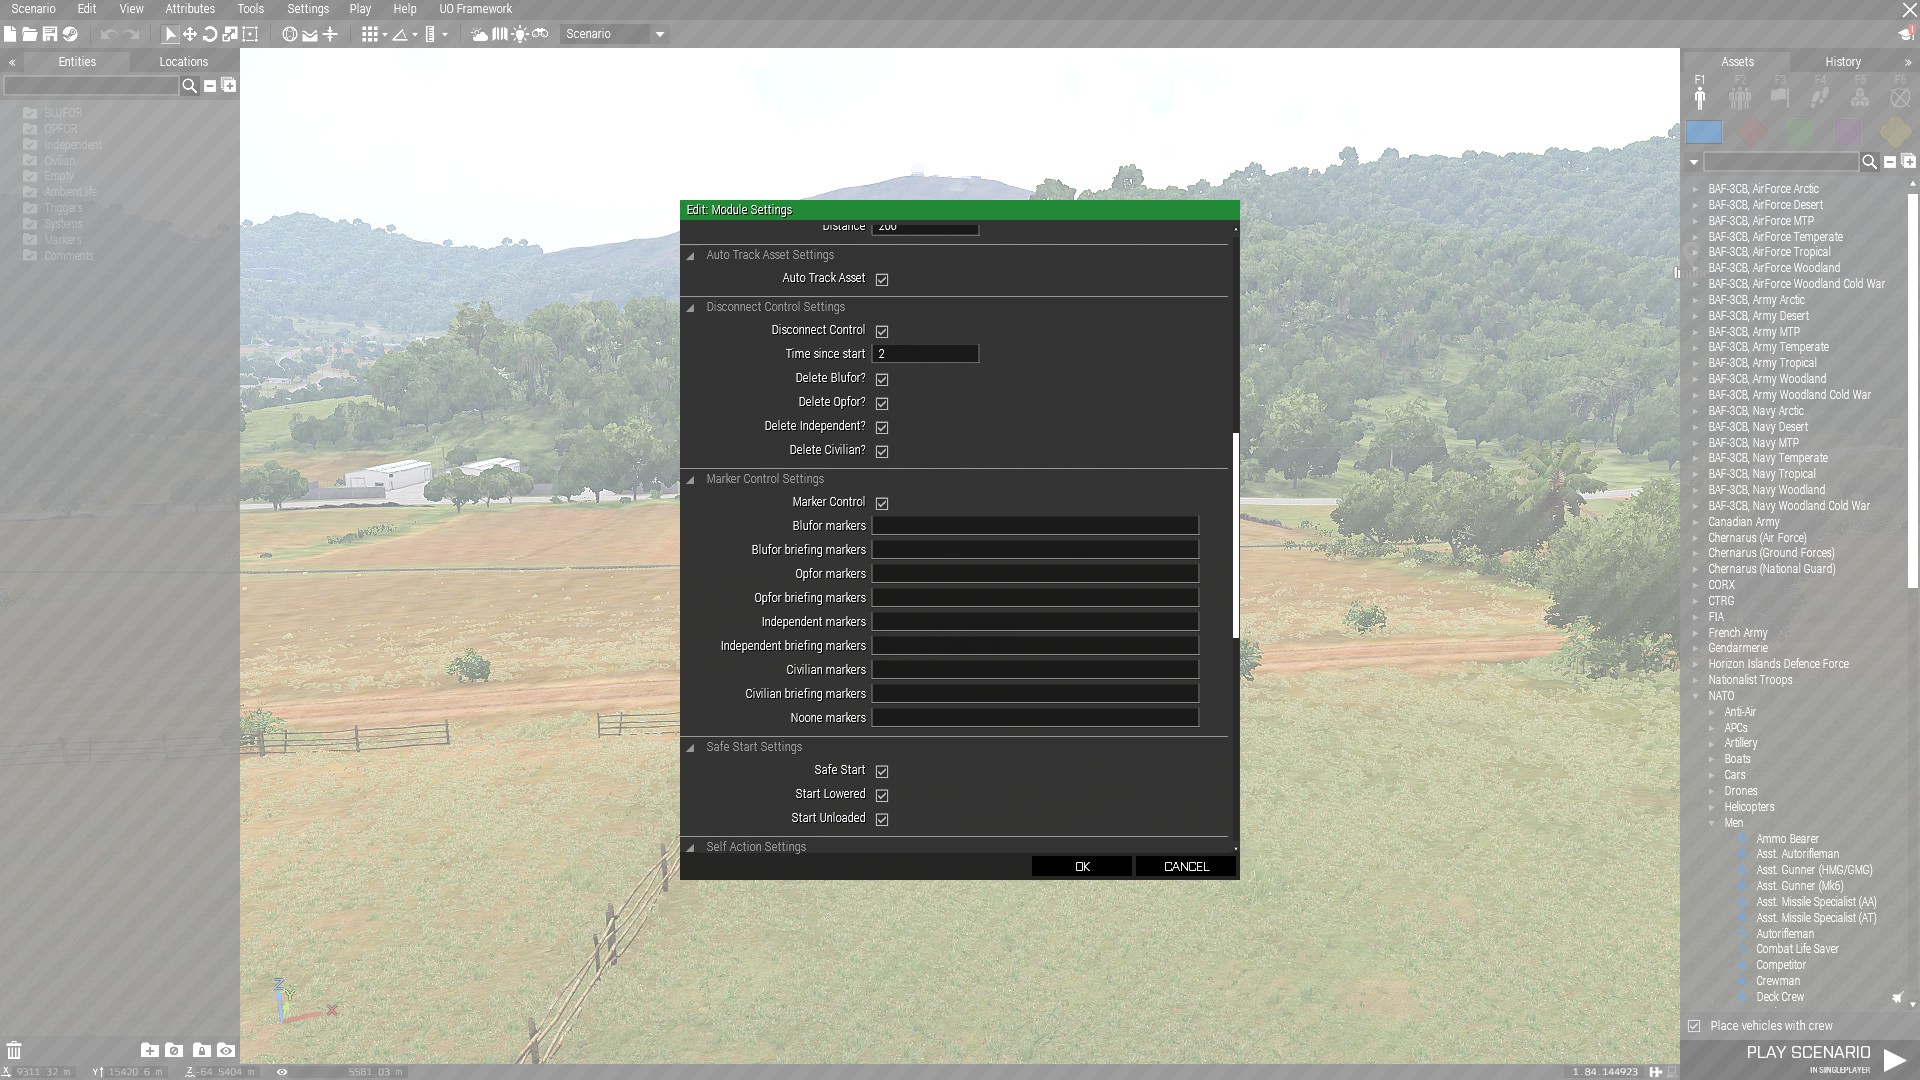 Scenario Edit View Attributes Tools Settings Play Help UO Framework
Scenario
Entities Locations
BLUFOR
OPFOR
Independent
Civilian
Empty
Ambient life
Triggers
Systems
Markers
Comments
Edit: Module Settings
Distance 200
Auto Track Asset Settings
Auto Track Asset
Disconnect Control Settings
Disconnect Control
Time since start 2
Delete Blufor?
Delete Opfor?
Delete Independent?
Delete Civilian?
Marker Control Settings
Marker Control
Blufor markers
Blufor briefing markers
Opfor markers
Opfor briefing markers
Independent markers
Independent briefing markers
Civilian markers
Civilian briefing markers
Noone markers
Safe Start Settings
Safe Start
Start Lowered
Start Unloaded
Self Action Settings
OK CANCEL
Assets History
F1 F2 F3 F4 F5 F6
BAF-3CB, AirForce Arctic
BAF-3CB, AirForce Desert
BAF-3CB, AirForce MTP
BAF-3CB, AirForce Temperate
BAF-3CB, AirForce Tropical
BAF-3CB, AirForce Woodland
BAF-3CB, AirForce Woodland Cold War
BAF-3CB, Army Arctic
BAF-3CB, Army Desert
BAF-3CB, Army MTP
BAF-3CB, Army Temperate
BAF-3CB, Army Tropical
BAF-3CB, Army Woodland
BAF-3CB, Army Woodland Cold War
BAF-3CB, Navy Arctic
BAF-3CB, Navy Desert
BAF-3CB, Navy MTP
BAF-3CB, Navy Temperate
BAF-3CB, Navy Tropical
BAF-3CB, Navy Woodland
BAF-3CB, Navy Woodland Cold War
Canadian Army
Chernarus (Air Force)
Chernarus (Ground Forces)
Chernarus (National Guard)
CORX
CTRG
FIA
French Army
Gendarmerie
Horizon Islands Defence Force
Nationalist Troops
NATO
Anti-Air
APCs
Artillery
Boats
Cars
Drones
Helicopters
Men
Ammo Bearer
Asst. Autorifleman
Asst. Gunner (HMG/GMG)
Asst. Gunner (Mk6)
Asst. Missile Specialist (AA)
Asst. Missile Specialist (AT)
Autorifleman
Combat Life Saver
Competitor
Crewman
Deck Crew
Place vehicles with crew
PLAY SCENARIO
IN SINGLEPLAYER
X 9311.32 m Y 15420.6 m Z -64.5404 m 5581.03 m
1.84.144923
Z
Y
X